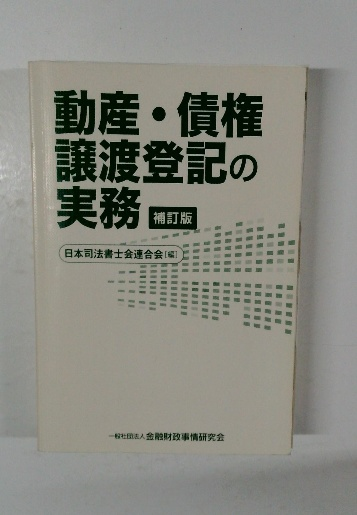 動産・債権
譲渡登記の
実務 補訂版
日本司法書士会連合会[編]
一般社団法人 金融財政事情研究会